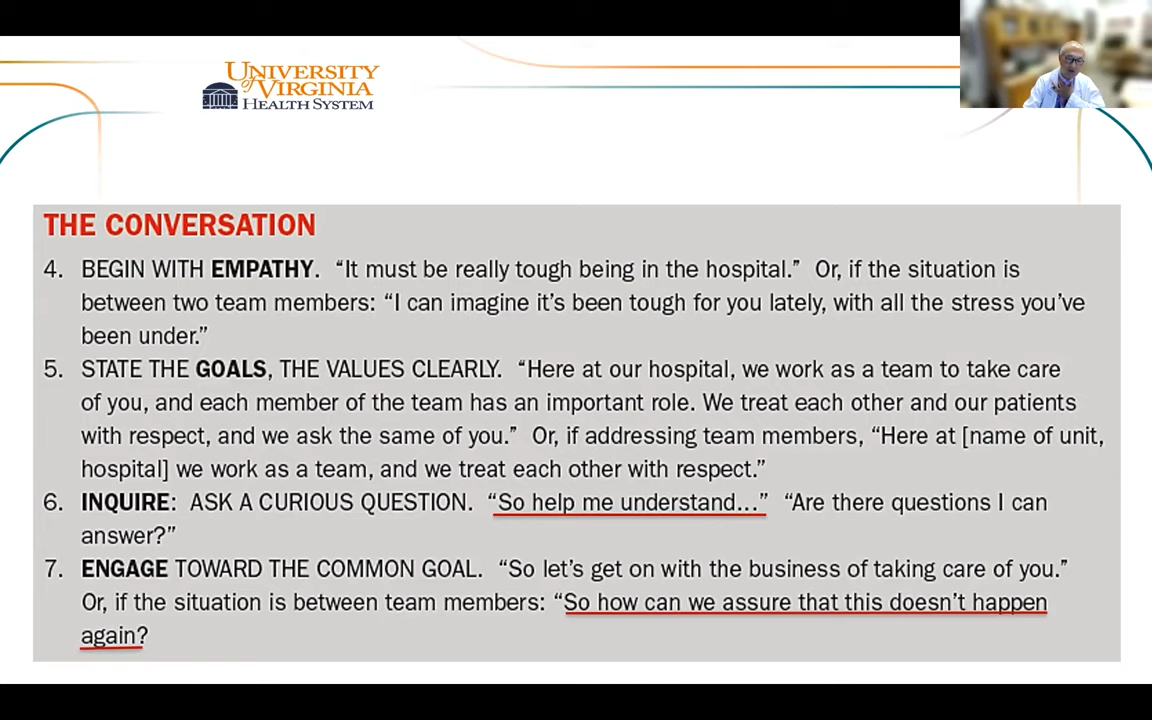 UNIVERSITY
of VIRGINIA
HEALTH SYSTEM
THE CONVERSATION
4. BEGIN WITH EMPATHY. “It must be really tough being in the hospital.” Or, if the situation is
between two team members: “I can imagine it’s been tough for you lately, with all the stress you’ve
been under.”
5. STATE THE GOALS, THE VALUES CLEARLY. “Here at our hospital, we work as a team to take care
of you, and each member of the team has an important role. We treat each other and our patients
with respect, and we ask the same of you.” Or, if addressing team members, “Here at [name of unit,
hospital] we work as a team, and we treat each other with respect.”
6. INQUIRE: ASK A CURIOUS QUESTION. “So help me understand...” “Are there questions I can
answer?”
7. ENGAGE TOWARD THE COMMON GOAL. “So let’s get on with the business of taking care of you.”
Or, if the situation is between team members: “So how can we assure that this doesn’t happen
again?